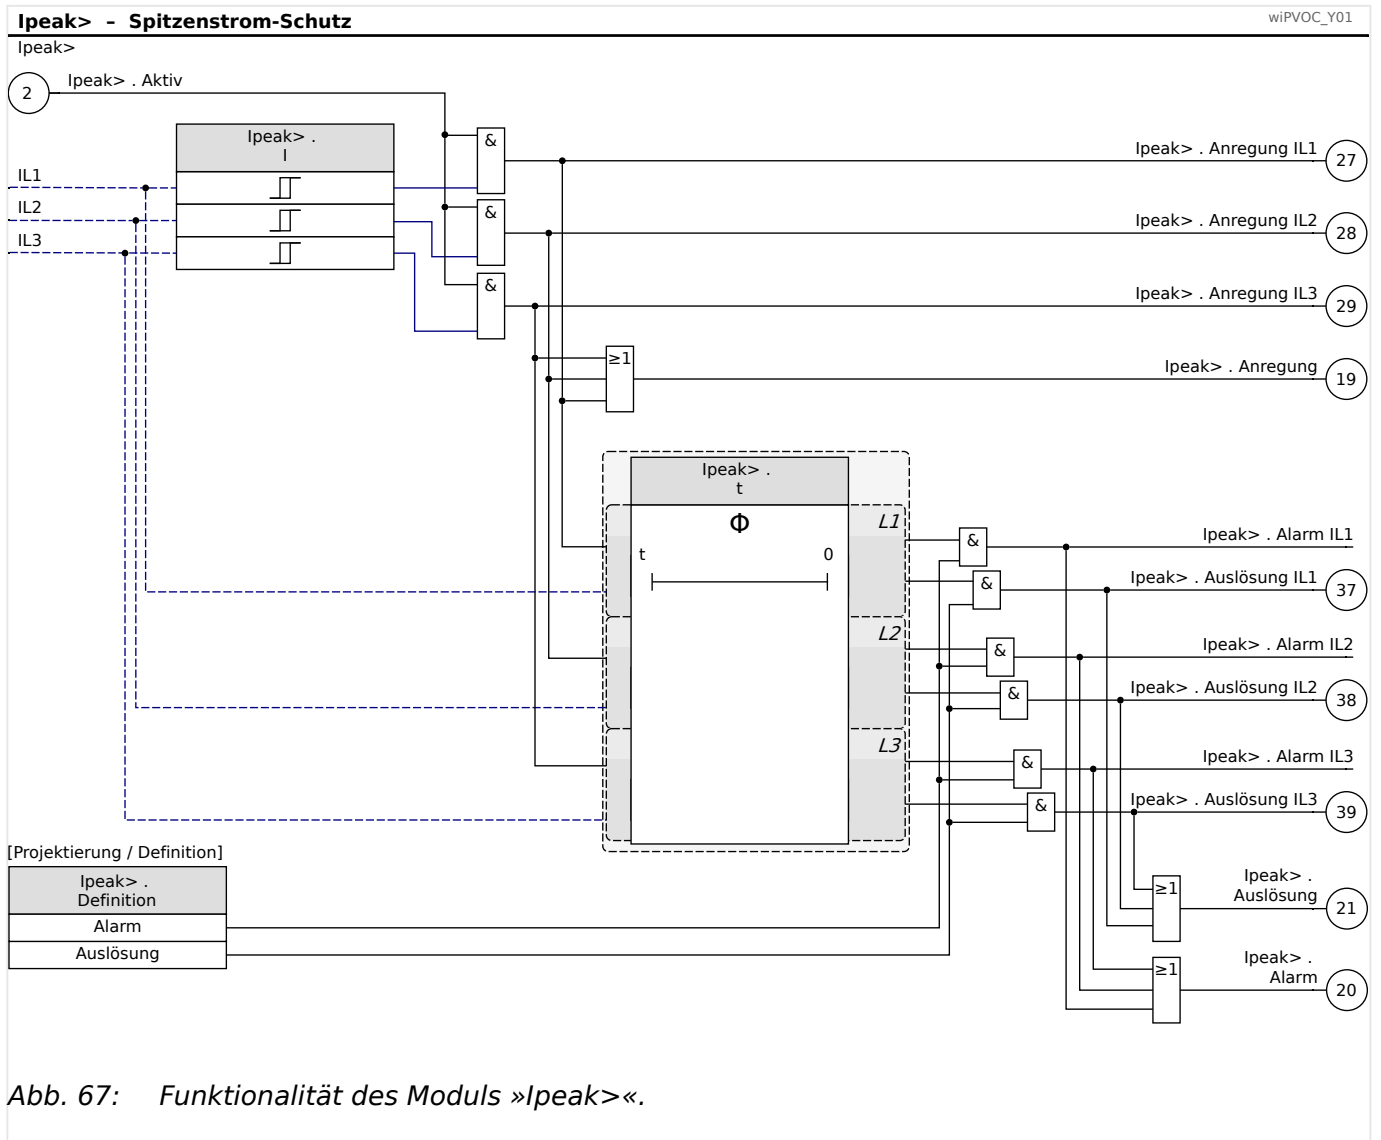 Ipeak> – Spitzenstrom-Schutz
wiPVOC_Y01
Ipeak>
2
Ipeak> . Aktiv
Ipeak> .
I
IL1
IL2
IL3
&
&
&
Ipeak> . Anregung IL1
27
Ipeak> . Anregung IL2
28
Ipeak> . Anregung IL3
29
≥1
Ipeak> . Anregung
19
Ipeak> .
t
Φ
t
0
L1
L2
L3
&
Ipeak> . Alarm IL1
&
Ipeak> . Auslösung IL1
37
&
Ipeak> . Alarm IL2
&
Ipeak> . Auslösung IL2
38
&
Ipeak> . Alarm IL3
&
Ipeak> . Auslösung IL3
39
[Projektierung / Definition]
Ipeak> .
Definition
Alarm
Auslösung
≥1
Ipeak> .
Auslösung
21
≥1
Ipeak> .
Alarm
20
Abb. 67: Funktionalität des Moduls »Ipeak>«.